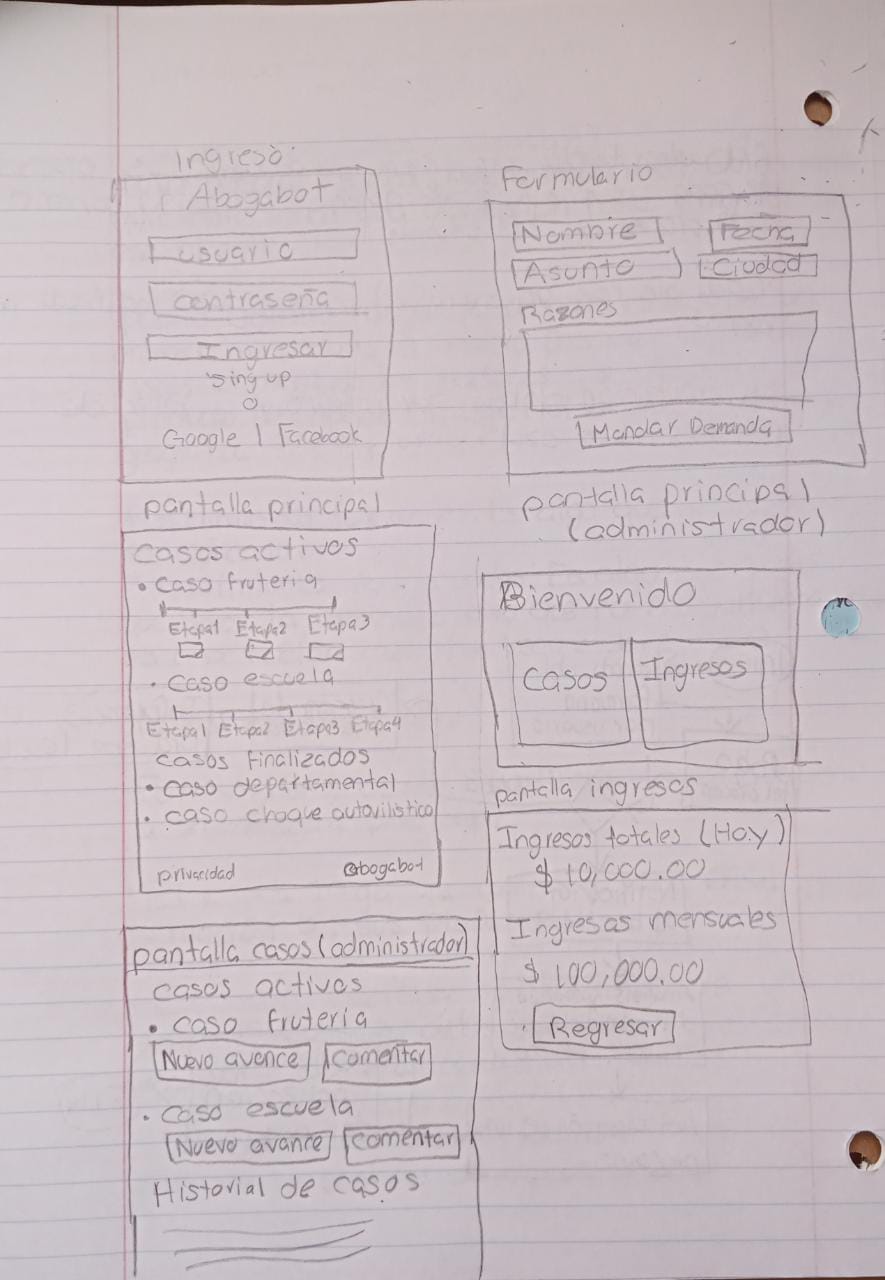 Ingreso
Abogabot
usuario
contraseña
Ingresar
sing up
o
Google | Facebook
Formulario
Nombre
Fecha
Asunto
Ciudad
Razones
Mandar Demanda
pantalla principal
casos activos
• caso fruteria
Etapa1 Etapa2 Etapa3
• caso escuela
Etapa1 Etapa2 Etapa3 Etapa4
casos finalizados
• caso departamental
• caso choque autovilistico
privacidad @bogabot
pantalla principal
(administrador)
Bienvenido
casos Ingresos
pantalla ingresos
Ingresos totales (Hoy)
$ 10,000.00
Ingresas mensuales
$ 100,000.00
Regresar
pantalla casos (administrador)
casos activos
• caso fruteria
Nuevo avance comentar
• caso escuela
Nuevo avance comentar
Historial de casos